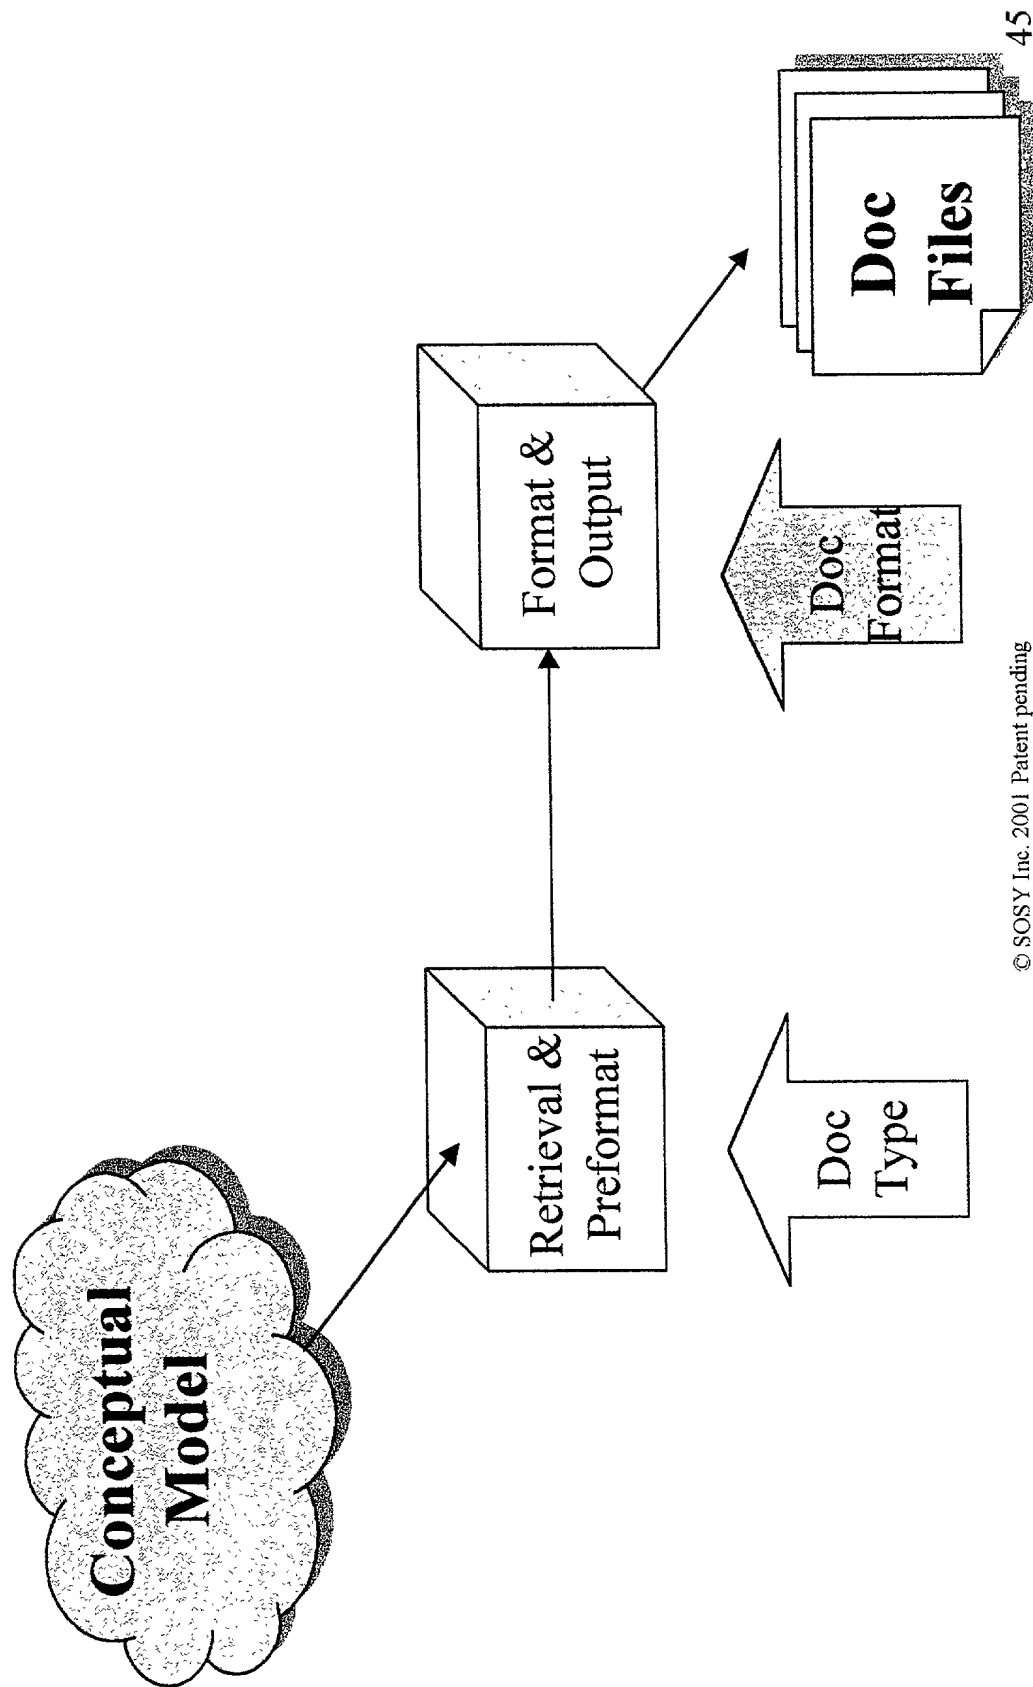 Conceptual
Model
Retrieval &
Preformat
Format &
Output
Doc
Type
Doc
Format
Doc
Files
© SOSY Inc. 2001 Patent pending
45